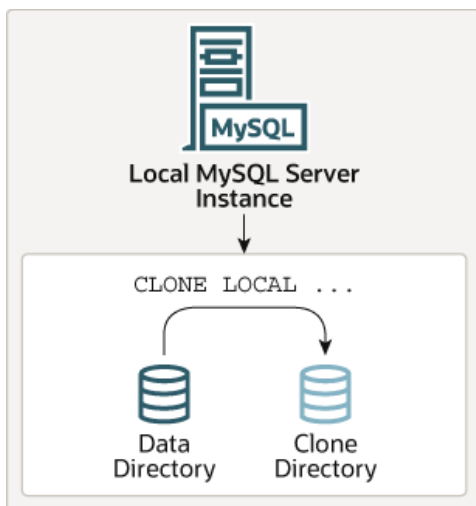 MySQL
Local MySQL Server
Instance
CLONE LOCAL ...
Data
Directory
Clone
Directory